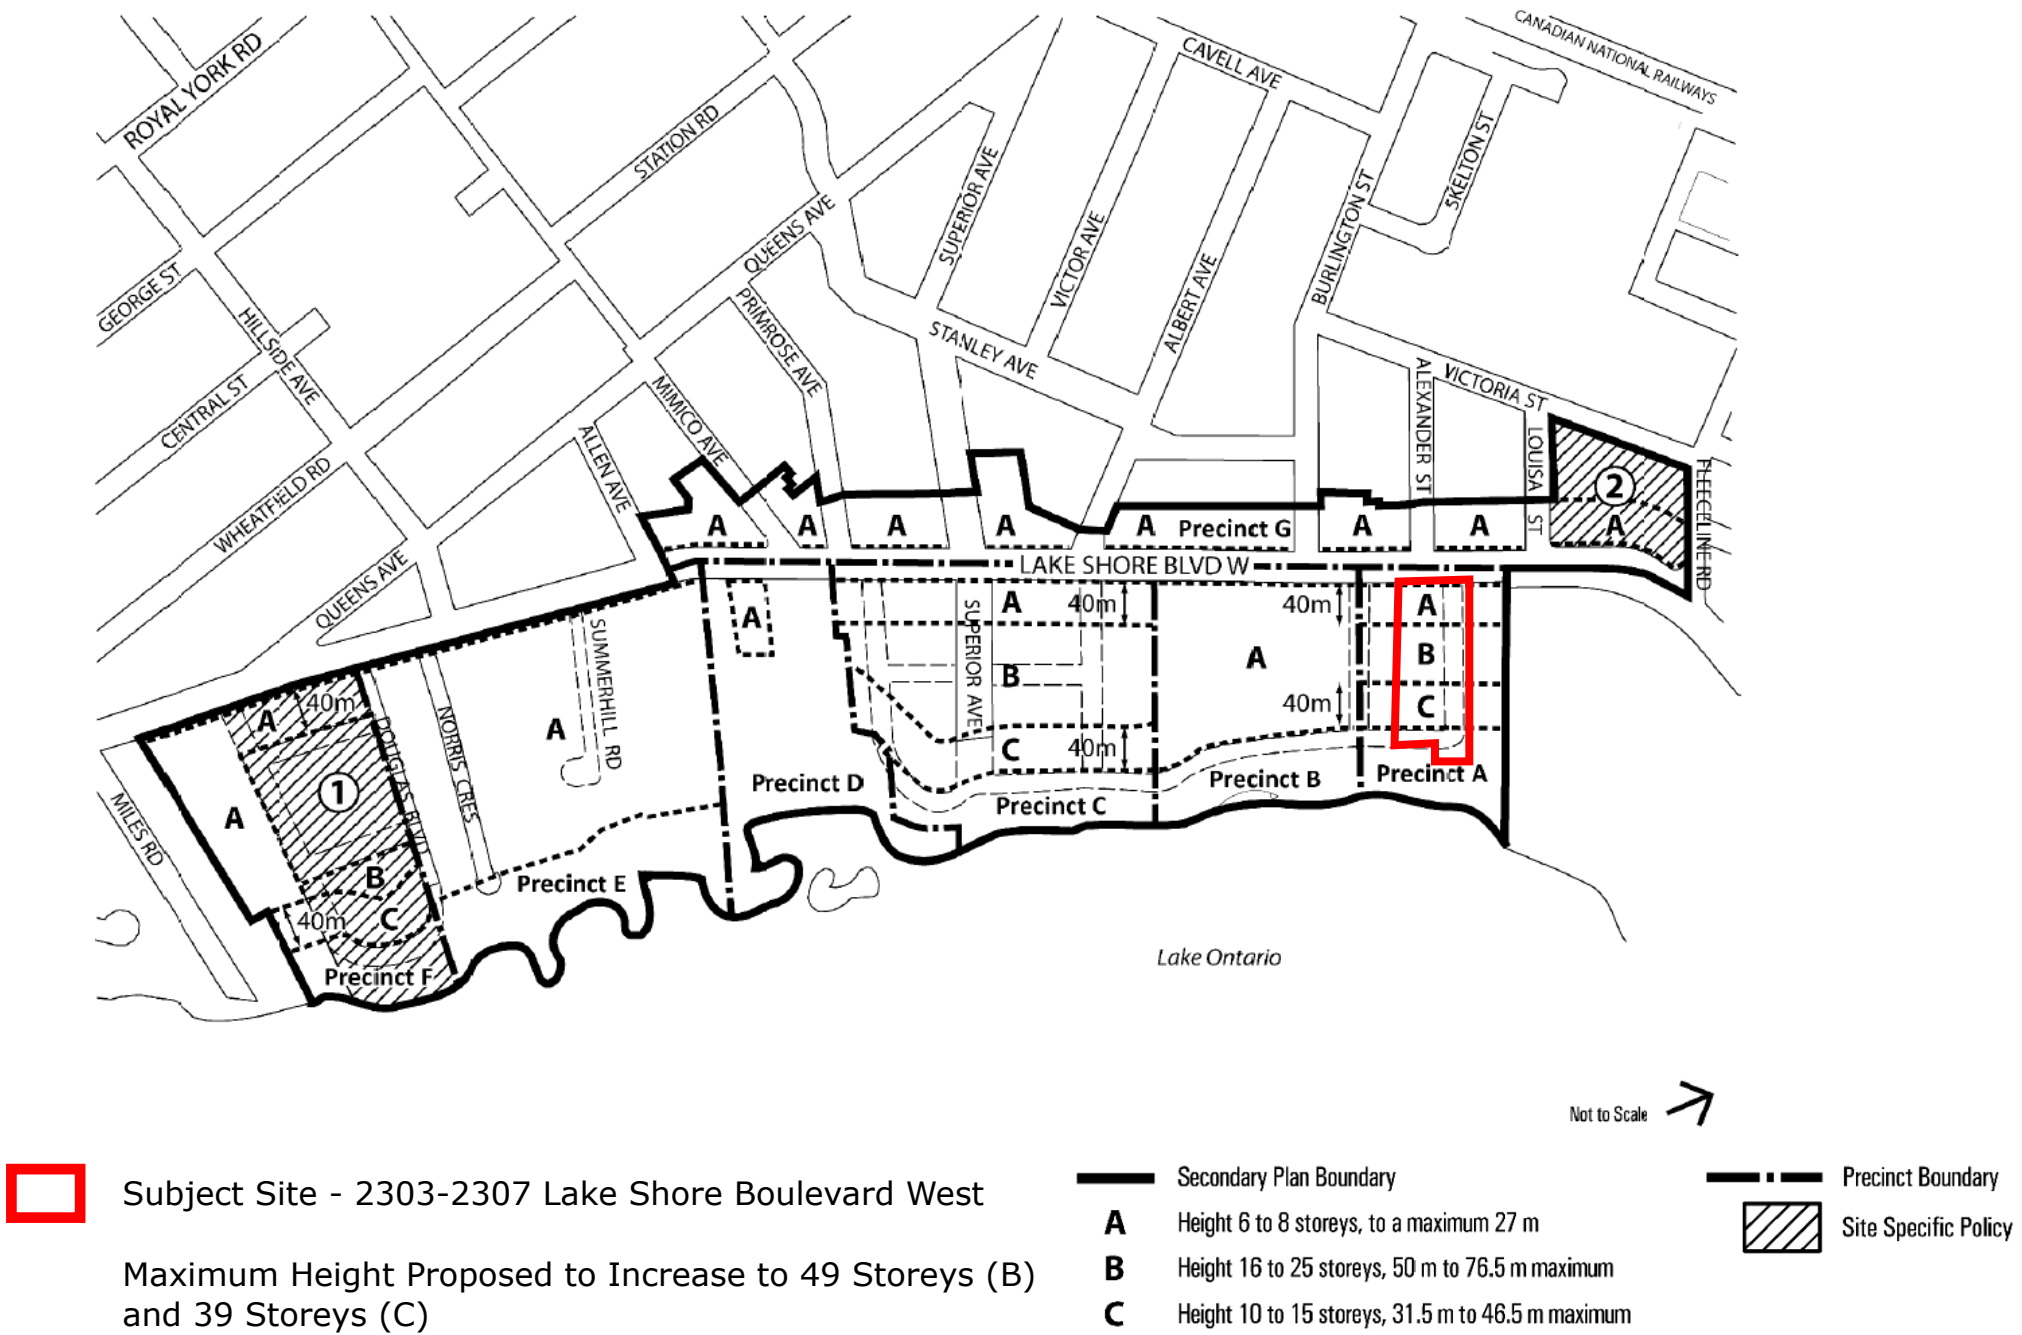 CANADIAN NATIONAL RAILWAYS
ROYAL YORK RD
CAVELL AVE
STATION RD
SKELTON ST
SUPERIOR AVE
QUEENS AVE
BURLINGTON ST
VICTOR AVE
ALBERT AVE
GEORGE ST
HILLSIDE AVE
PRIMROSE AVE
STANLEY AVE
CENTRAL ST
MIMICO AVE
ALEXANDER ST
VICTORIA ST
ALLEN AVE
LOUISA ST
FLEECELINE RD
WHEATFIELD RD
2
A
A
A
A
A
Precinct G
A
A
A
LAKE SHORE BLVD W
QUEENS AVE
A
SUPERIOR AVE
A
40m
40m
A
SUMMERHILL RD
B
A
B
40m
A
40m
DOUGLAS BLVD
NORRIS CRES
A
C
40m
C
1
Precinct D
Precinct C
Precinct B
Precinct A
MILES RD
A
B
Precinct E
40m
C
Precinct F
Lake Ontario
Not to Scale
Subject Site - 2303-2307 Lake Shore Boulevard West
Maximum Height Proposed to Increase to 49 Storeys (B)
and 39 Storeys (C)
Secondary Plan Boundary
A Height 6 to 8 storeys, to a maximum 27 m
B Height 16 to 25 storeys, 50 m to 76.5 m maximum
C Height 10 to 15 storeys, 31.5 m to 46.5 m maximum
Precinct Boundary
Site Specific Policy